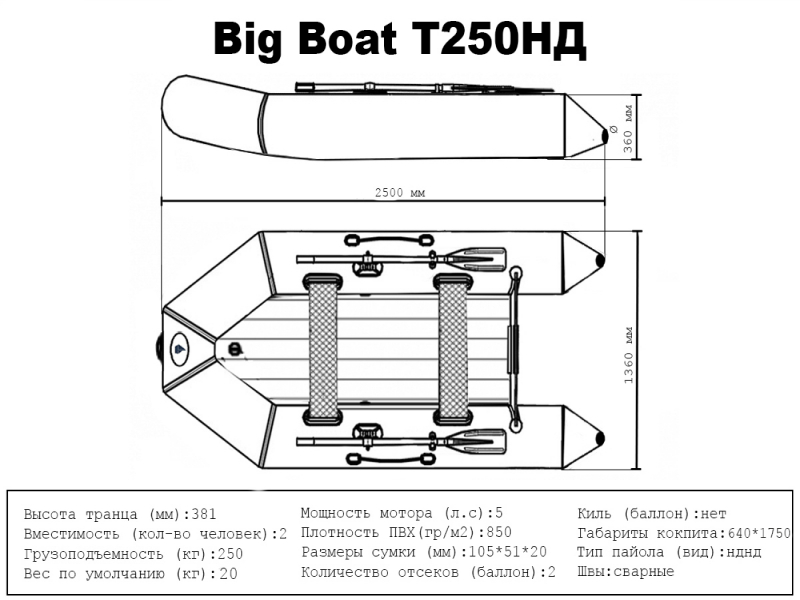 Big Boat Т250НД
Ø
360 мм
2500 мм
1360 мм
Высота транца (мм):381
Вместимость (кол-во человек):2
Грузоподъемность (кг):250
Вес по умолчанию (кг):20
Мощность мотора (л.с):5
Плотность ПВХ(гр/м2):850
Размеры сумки (мм):105*51*20
Количество отсеков (баллон):2
Киль (баллон):нет
Габариты кокпита:640*1750
Тип пайола (вид):нднд
Швы:сварные